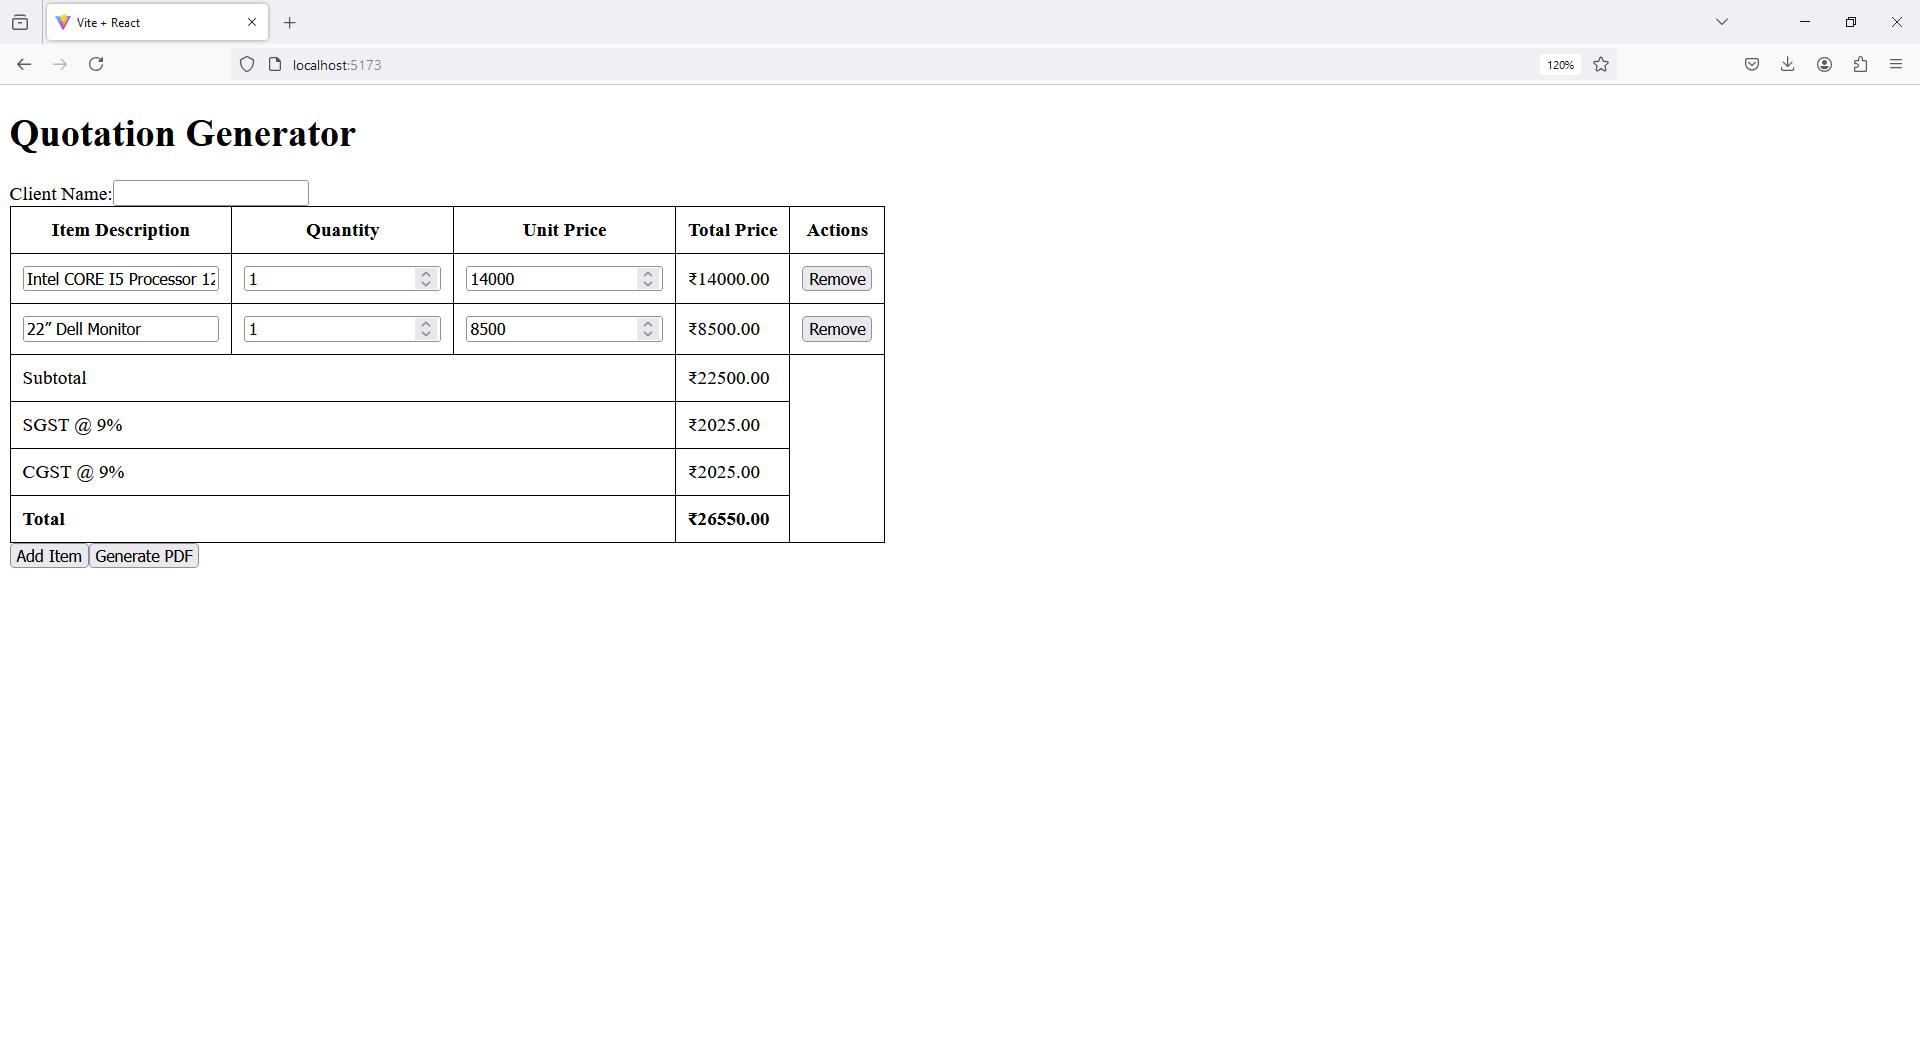 Vite + React
localhost:5173
120%
Quotation Generator
Client Name:
Item Description Quantity Unit Price Total Price Actions
Intel CORE I5 Processor 12 1 14000 ₹14000.00 Remove
22” Dell Monitor 1 8500 ₹8500.00 Remove
Subtotal ₹22500.00
SGST @ 9% ₹2025.00
CGST @ 9% ₹2025.00
Total ₹26550.00
Add Item Generate PDF